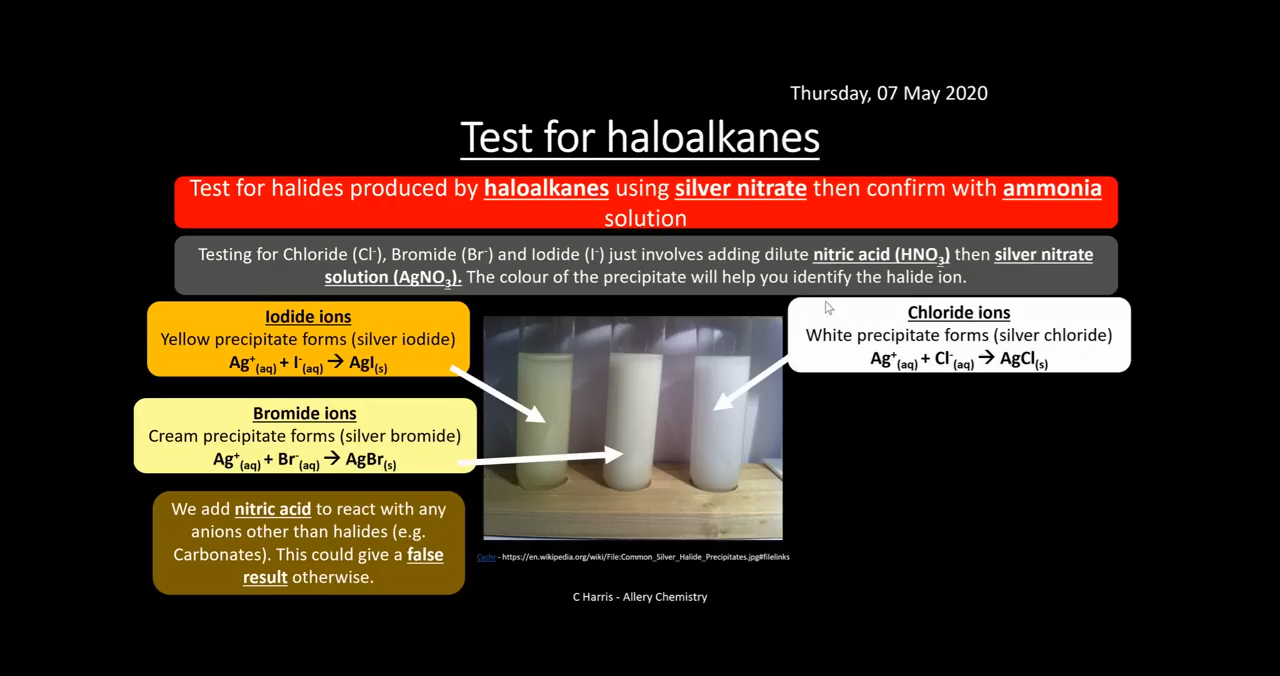 Thursday, 07 May 2020
Test for haloalkanes
Test for halides produced by haloalkanes using silver nitrate then confirm with ammonia
solution
Testing for Chloride (Cl⁻), Bromide (Br⁻) and Iodide (I⁻) just involves adding dilute nitric acid (HNO₃) then silver nitrate
solution (AgNO₃). The colour of the precipitate will help you identify the halide ion.
Iodide ions
Yellow precipitate forms (silver iodide)
Ag⁺(aq) + I⁻(aq) → AgI(s)
Chloride ions
White precipitate forms (silver chloride)
Ag⁺(aq) + Cl⁻(aq) → AgCl(s)
Bromide ions
Cream precipitate forms (silver bromide)
Ag⁺(aq) + Br⁻(aq) → AgBr(s)
We add nitric acid to react with any
anions other than halides (e.g.
Carbonates). This could give a false
result otherwise.
Cychr - https://en.wikipedia.org/wiki/File:Common_Silver_Halide_Precipitates.jpg#filelinks
C Harris - Allery Chemistry